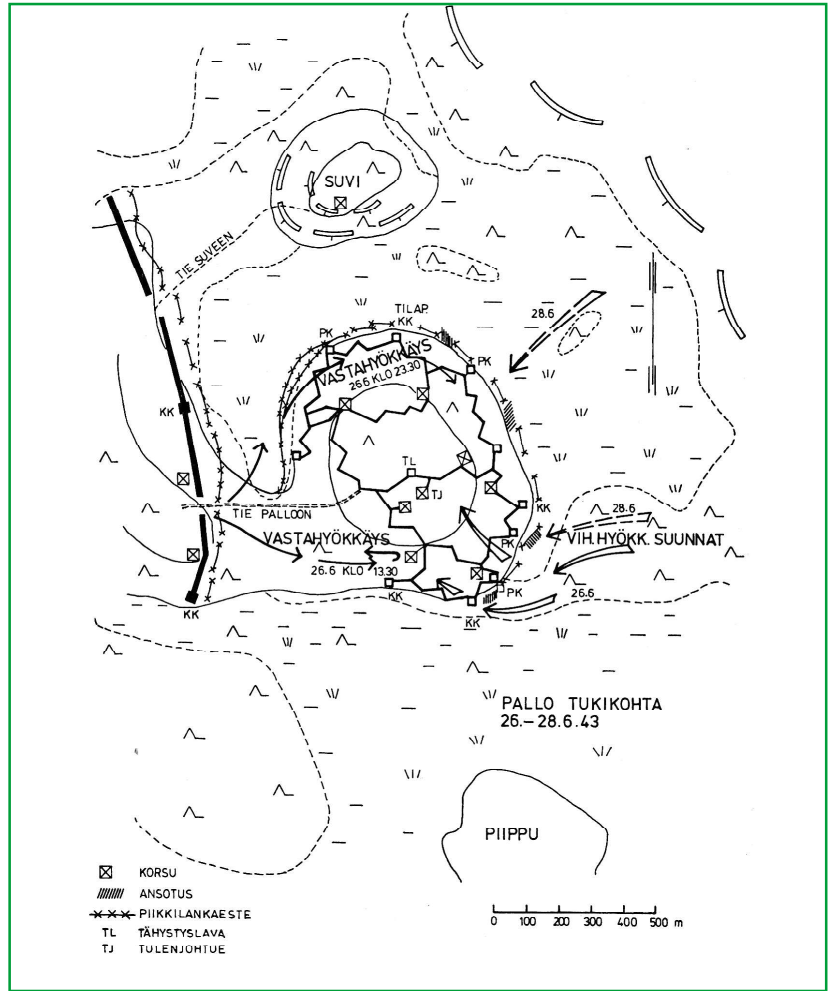 SUVI
TIE SUVEEN
TILAP.
KK
PK
PK
28.6
VASTAHYÖKKÄYS
26.6 KLO 23.30
KK
TL
TJ
KK
TIE PALLOON
28.6
VASTAHYÖKKÄYS
PK
VIH.HYÖKK. SUUNNAT
26.6 KLO 13.30
26.6
KK
KK
PK
KK
PALLO TUKIKOHTA
26.–28.6.43
PIIPPU
KORSU
ANSOTUS
PIIKKILANKAESTE
TL TÄHYSTYSLAVA
TJ TULENJOHTUE
0 100 200 300 400 500 m